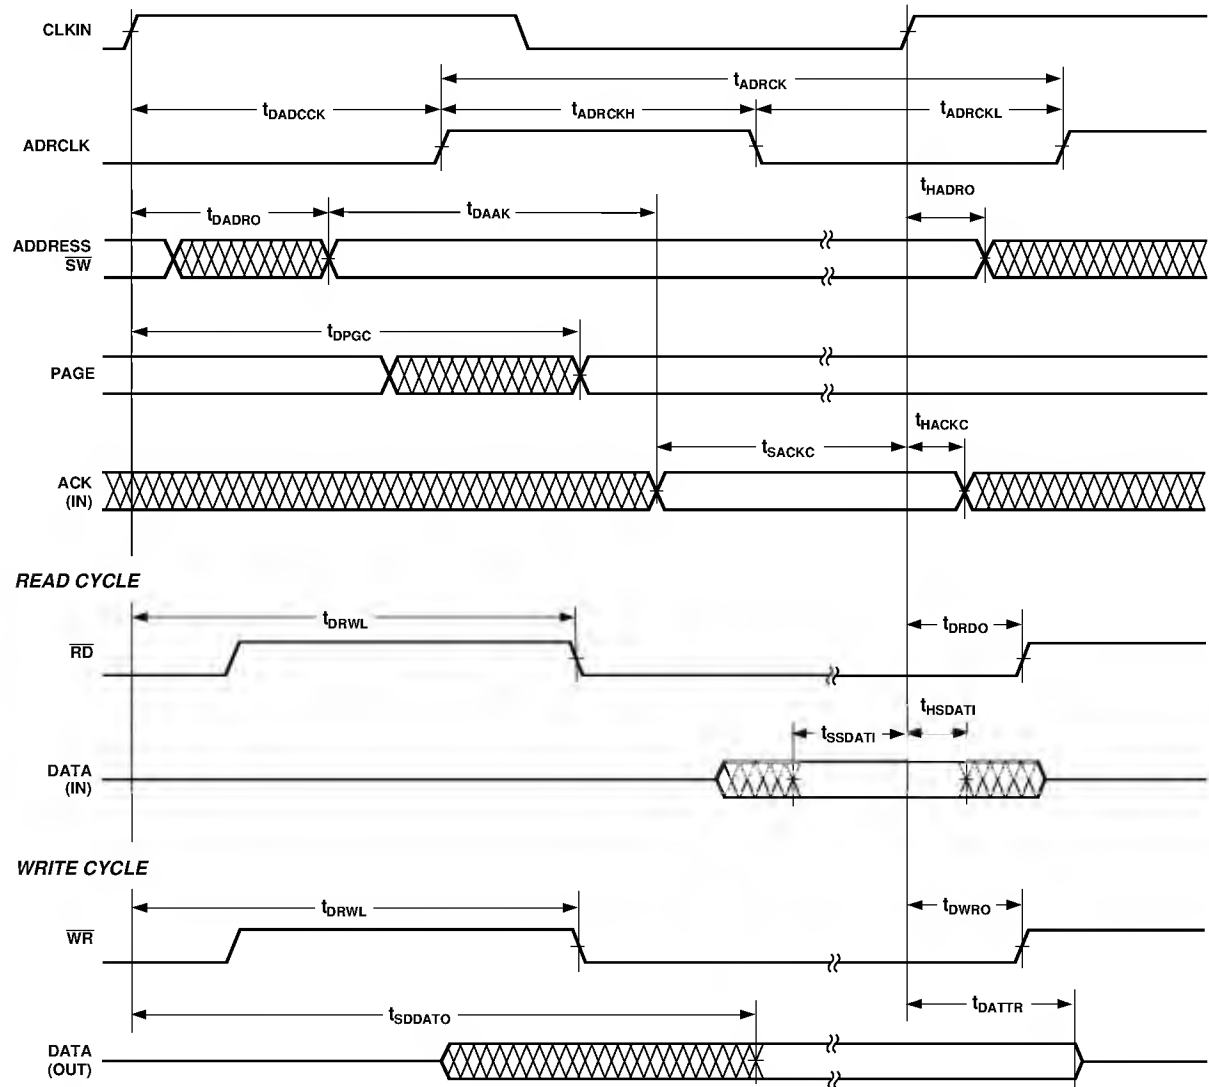 CLKIN
tADRCK
tDADCCK
tADRCKH
tADRCKL
ADRCLK
tHADRO
tDADRO
tDAAK
ADDRESS
SW
tDPGC
PAGE
tHACKC
tSACKC
ACK
(IN)
READ CYCLE
tDRWL
tDRDO
RD
tHSDATI
tSSDATI
DATA
(IN)
WRITE CYCLE
tDRWL
tDWRO
WR
tDATTR
tSDDATO
DATA
(OUT)